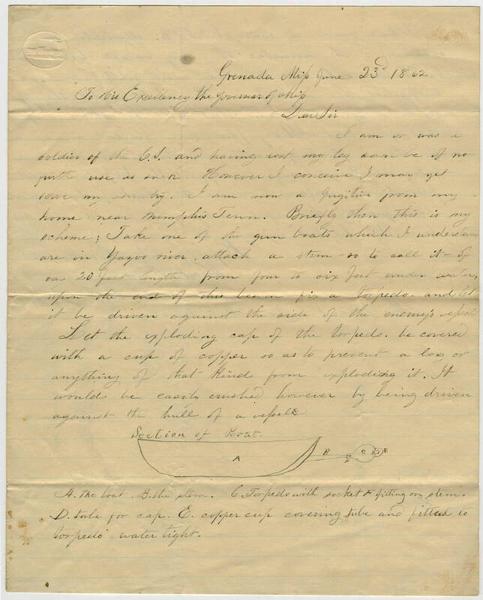 Grenada Miss June 23d 1862
To His Excelency the governor of Miss
Dear Sir
I am or was a
soldier of the C.S. and having lost my leg can be of no
further use as such. However I conceive I may yet
serve my country. I am now a fugitive from my
home near Memphis Tenn. Briefly then this is my
scheme; Take one of the gun boats which I understand
are in Yazoo river, attach a stem so to call it of
20 feet length from four to six feet under water,
upon the end of this beam fix a torpedo and let
it be driven against the side of the enemy's vessel
Let the exploding cap of the torpedo be covered
with a cup of copper so as to prevent a log or
anything of that kind from exploding it. It
would be easily crushed however by being driven
against the hull of a vessel
Section of Boat.
A B D C E
A. the boat B. the stem. C. Torpedo with socket fitting on stem.
D. tube for cap. E. copper cup covering tube and fitted to
torpedo water tight.